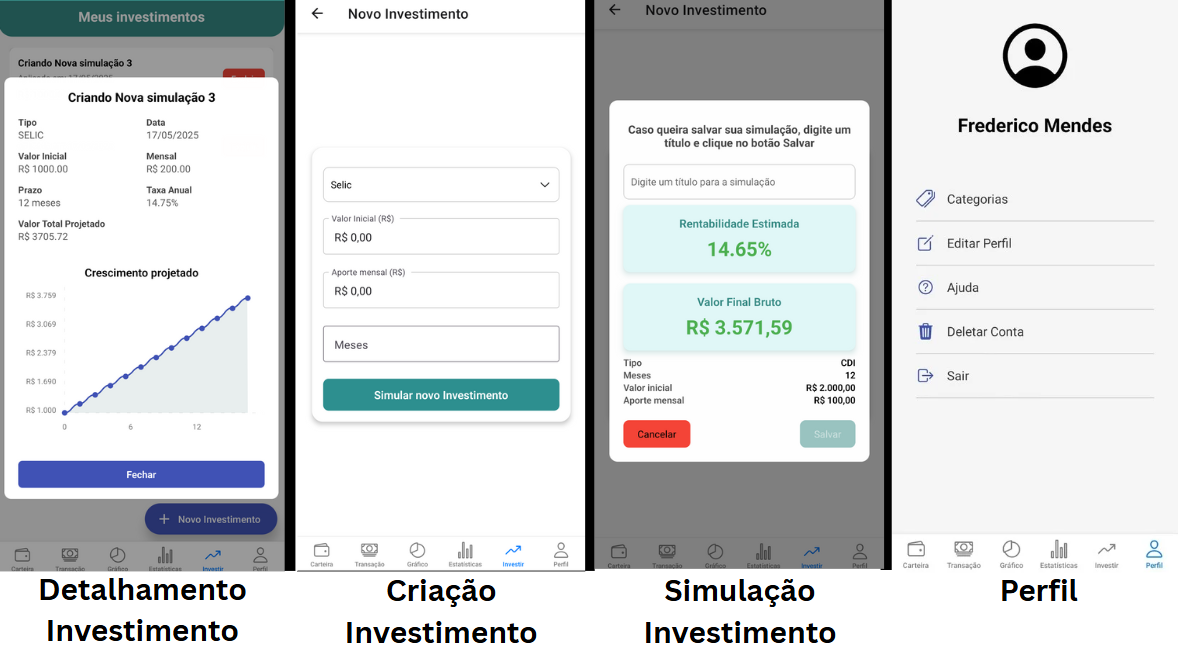 Meus investimentos
Criando Nova simulação 3
Criando Nova simulação 3
Tipo
Data
SELIC
17/05/2025
Valor Inicial
Mensal
R$ 1000.00
R$ 200.00
Prazo
Taxa Anual
12 meses
14.75%
Valor Total Projetado
R$ 3705.72
Crescimento projetado
R$ 3.759
R$ 3.069
R$ 2.379
R$ 1.690
R$ 1.000
0
6
12
Fechar
Novo Investimento
Carteira
Transação
Gráfico
Estatísticas
Investir
Perfil
Detalhamento
Investimento
Novo Investimento
Selic
Valor Inicial (R$)
R$ 0,00
Aporte mensal (R$)
R$ 0,00
Meses
Simular novo Investimento
Carteira
Transação
Gráfico
Estatísticas
Investir
Perfil
Criação
Investimento
Novo Investimento
Caso queira salvar sua simulação, digite um
título e clique no botão Salvar
Digite um título para a simulação
Rentabilidade Estimada
14.65%
Valor Final Bruto
R$ 3.571,59
Tipo
CDI
Meses
12
Valor inicial
R$ 2.000,00
Aporte mensal
R$ 100,00
Cancelar
Salvar
Carteira
Transação
Gráfico
Estatísticas
Investir
Perfil
Simulação
Investimento
Frederico Mendes
Categorias
Editar Perfil
Ajuda
Deletar Conta
Sair
Carteira
Transação
Gráfico
Estatísticas
Investir
Perfil
Perfil